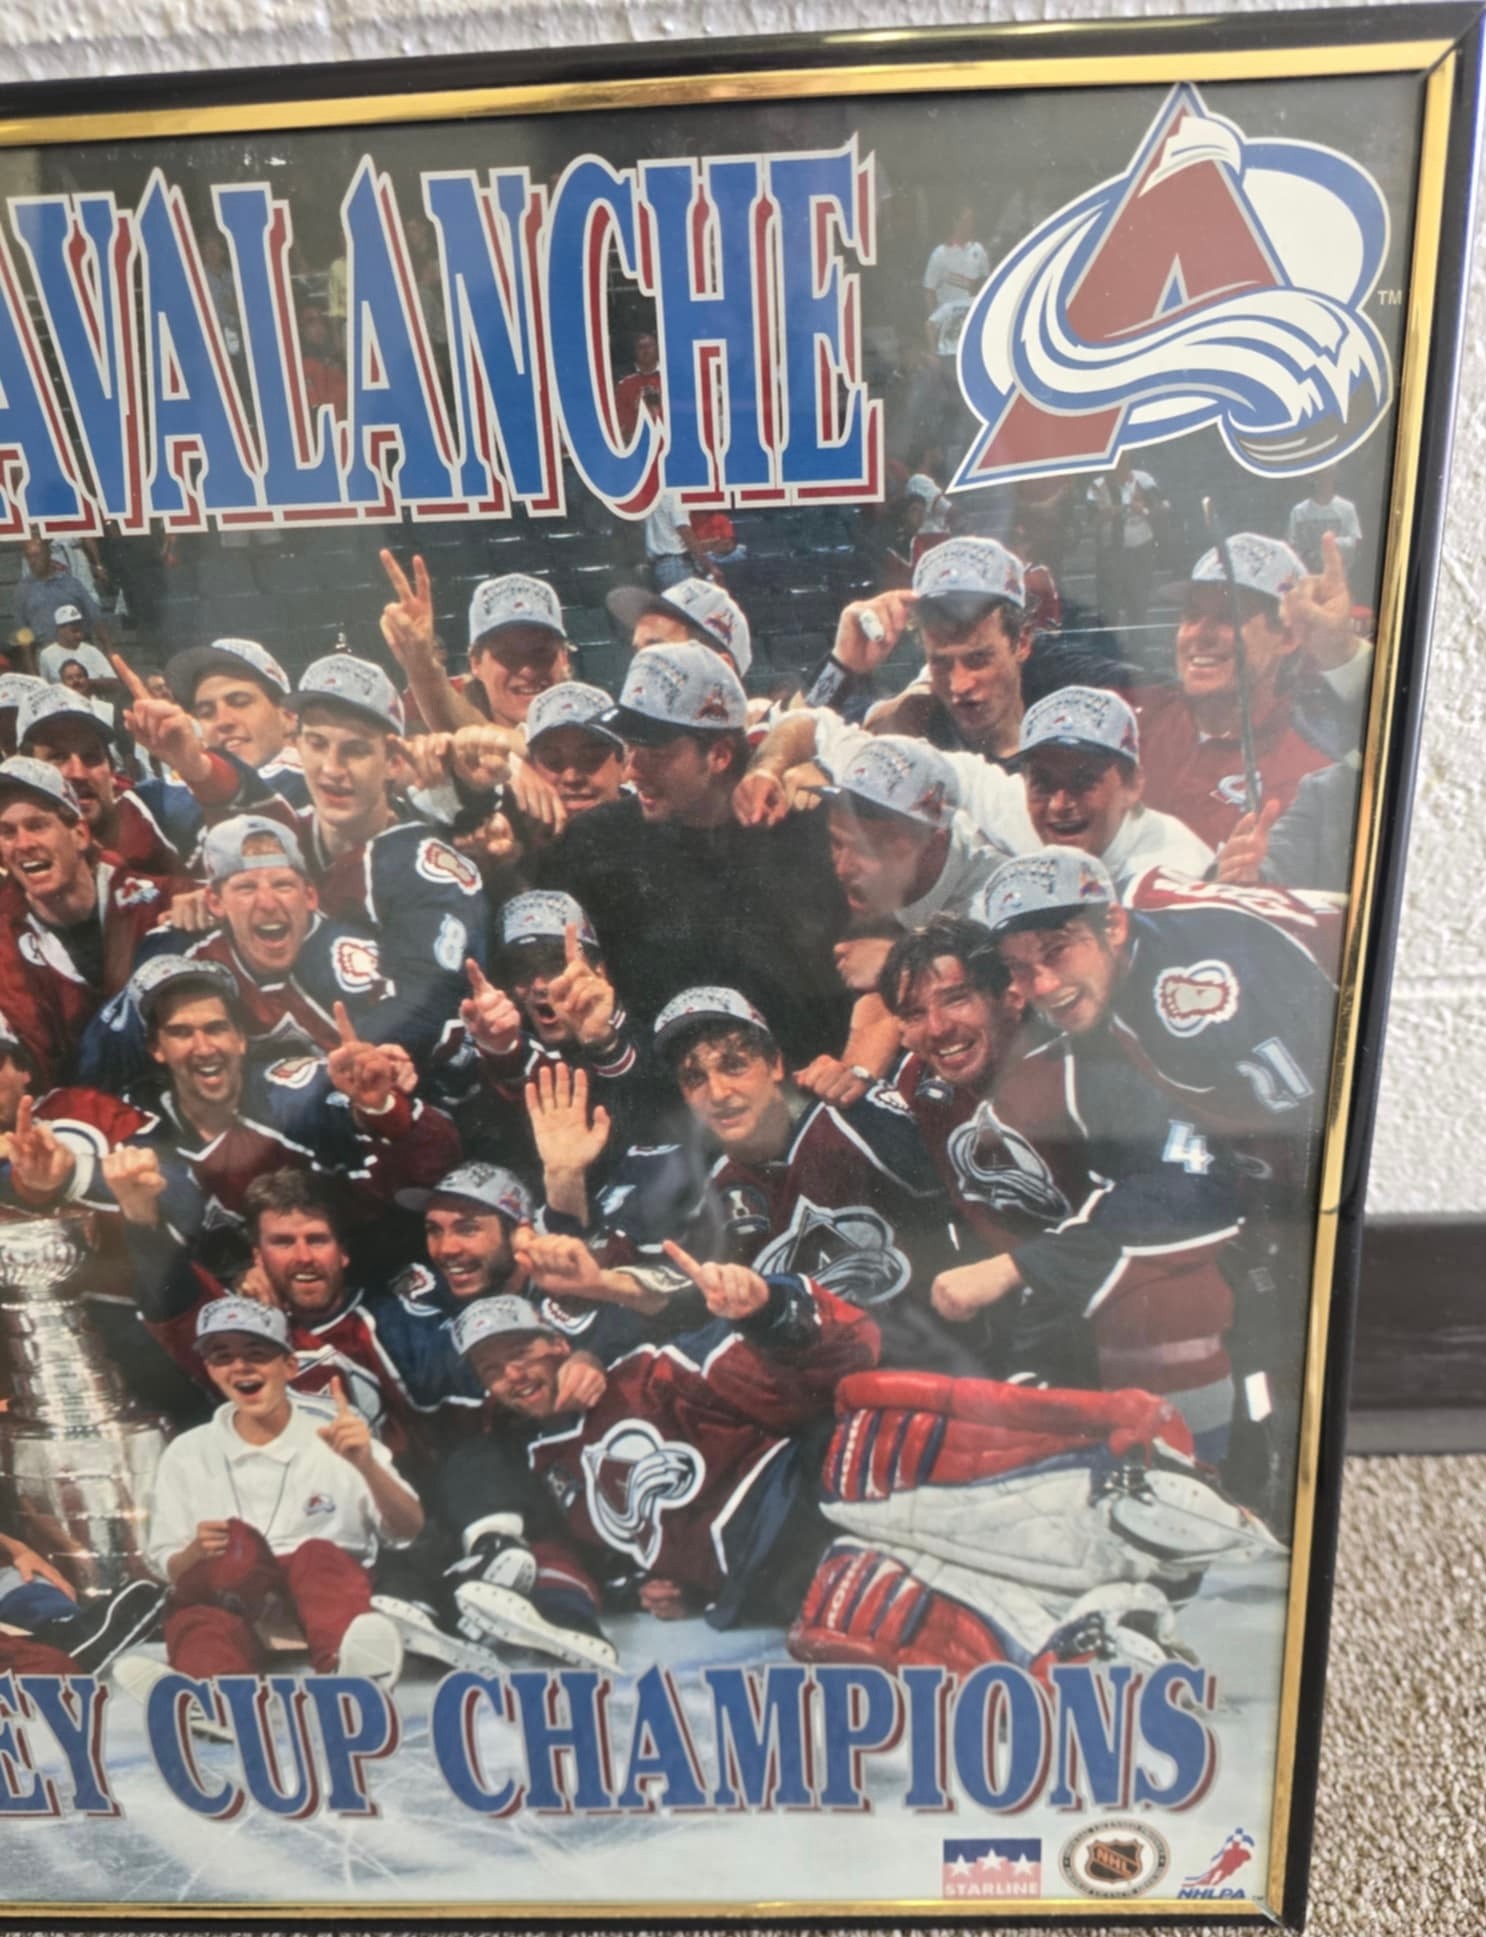 AVALANCHE
TM
8
21
4
EY CUP CHAMPIONS
STARLINE
NHL
NHLPA